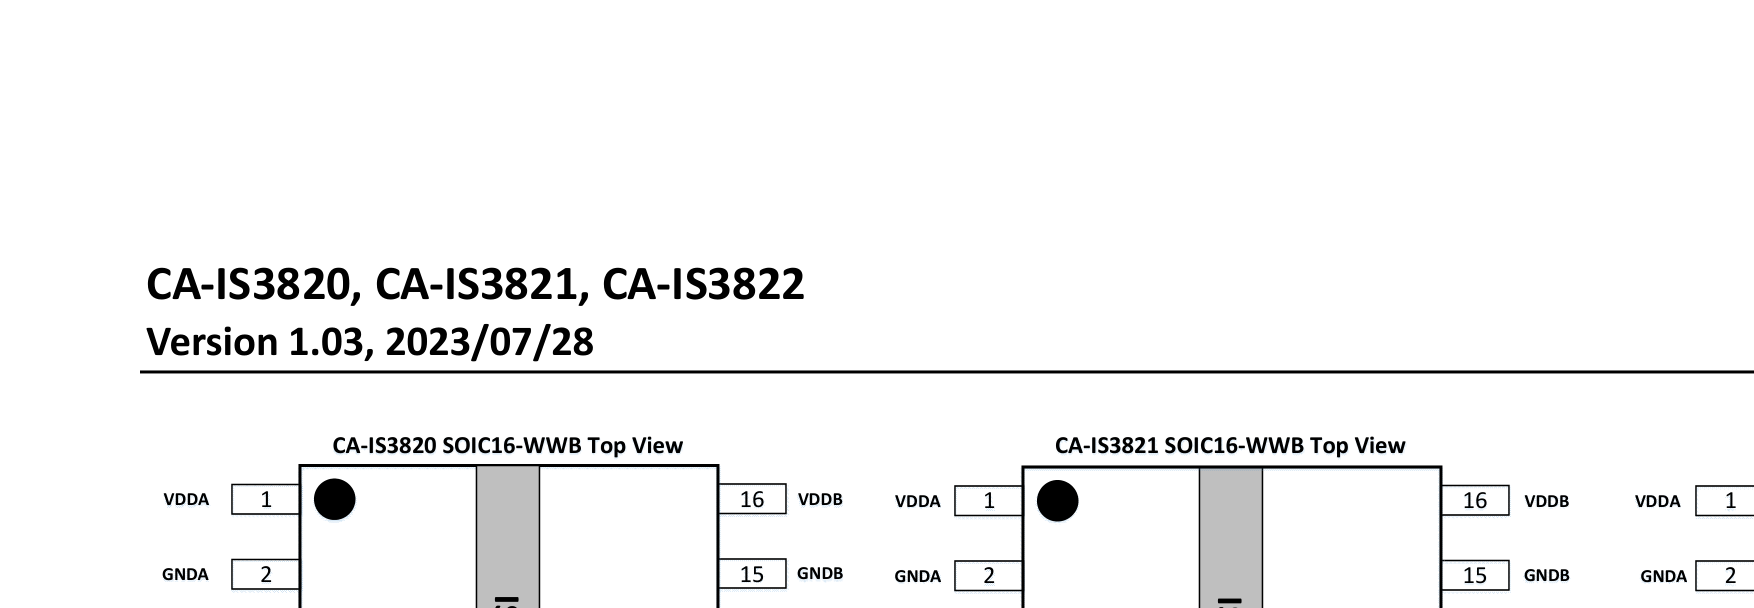 CA-IS3820, CA-IS3821, CA-IS3822
Version 1.03, 2023/07/28
CA-IS3820 SOIC16-WWB Top View CA-IS3821 SOIC16-WWB Top View
VDDA 1 16 VDDB VDDA 1 16 VDDB VDDA 1
GNDA 2 15 GNDB GNDA 2 15 GNDB GNDA 2